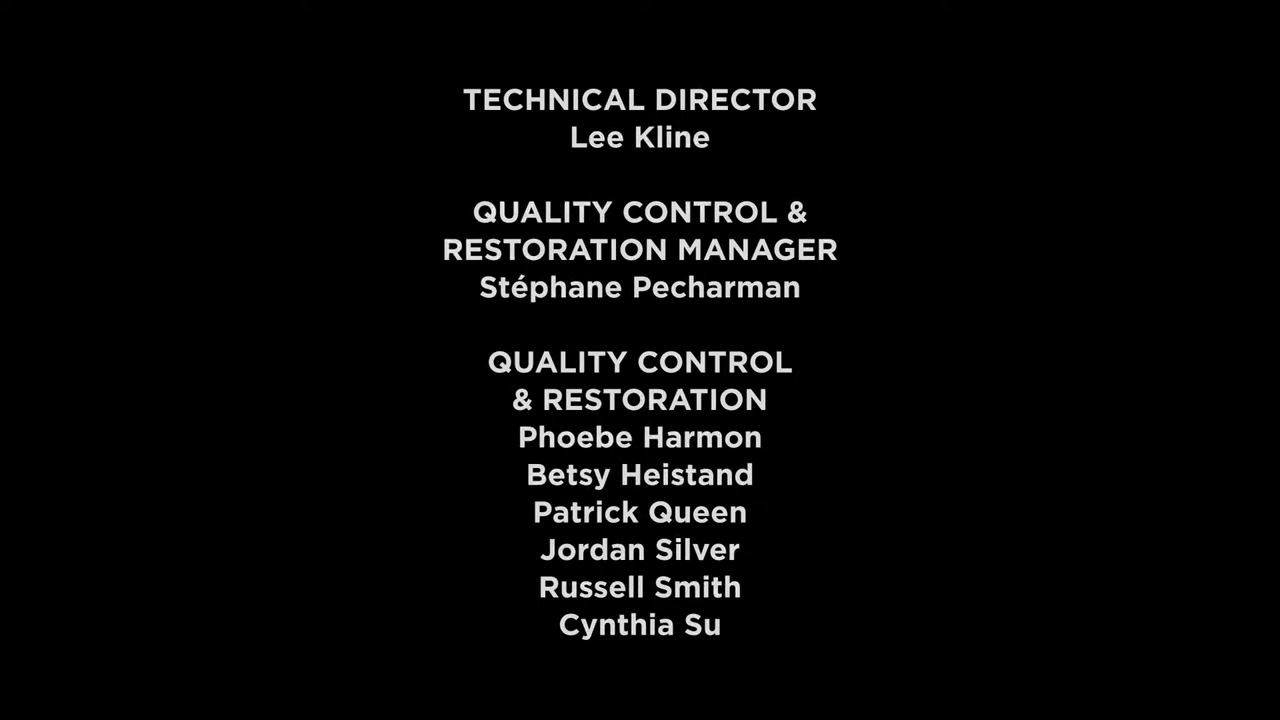 TECHNICAL DIRECTOR
Lee Kline
QUALITY CONTROL &
RESTORATION MANAGER
Stéphane Pecharman
QUALITY CONTROL
& RESTORATION
Phoebe Harmon
Betsy Heistand
Patrick Queen
Jordan Silver
Russell Smith
Cynthia Su